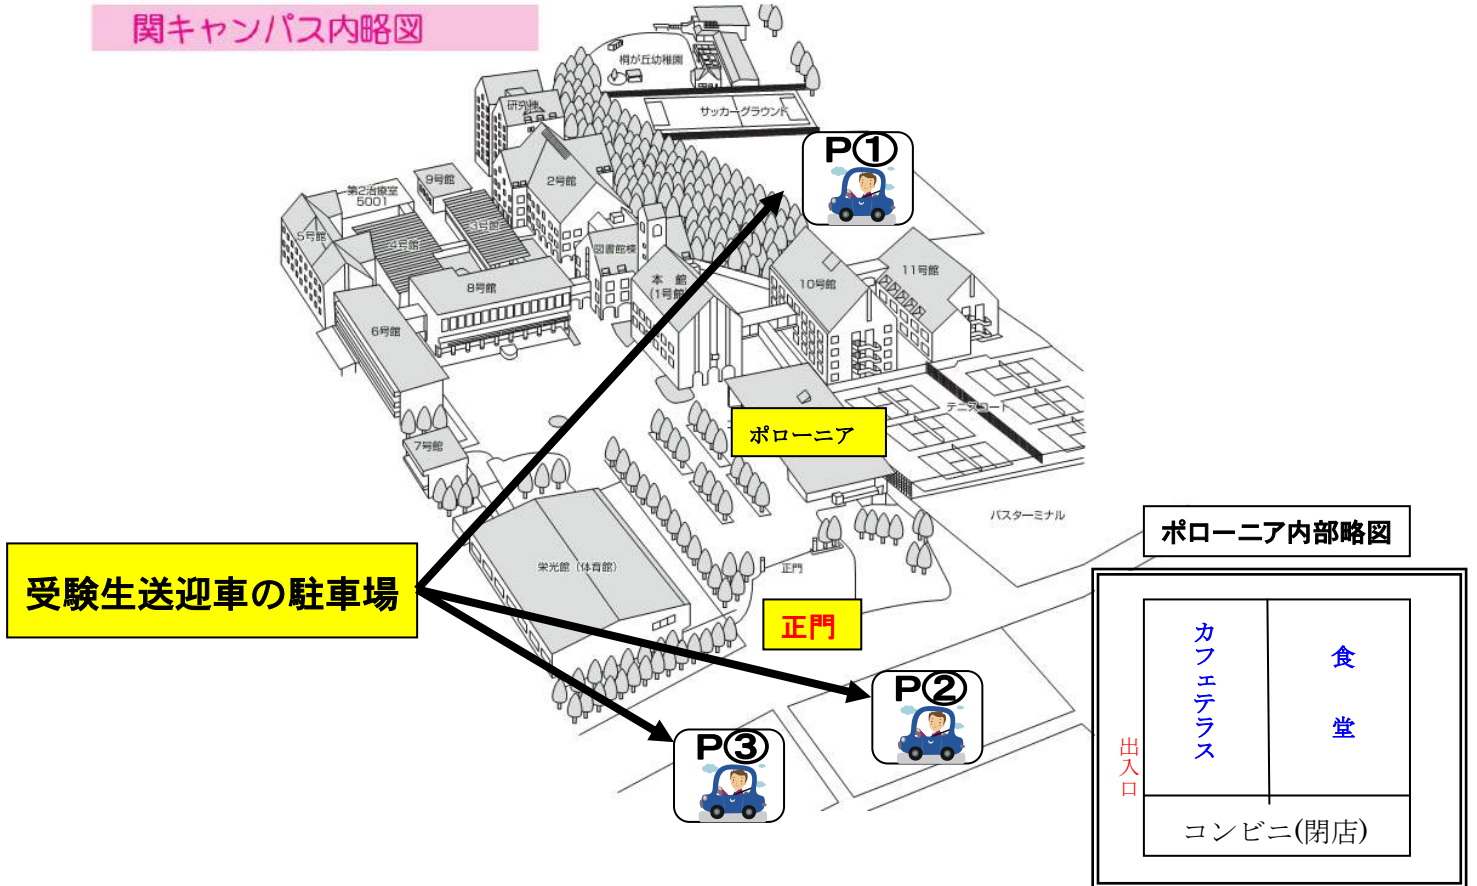 関キャンパス内略図
桐が丘幼稚園
サッカーグラウンド
研究棟
P①
2号館
9号館
第2治療室
5001
3号館
5号館
4号館
図書館棟
本 館
(1号館)
10号館
11号館
8号館
6号館
テニスコート
ポローニア
7号館
バスターミナル
ポローニア内部略図
栄光館(体育館)
正門
受験生送迎車の駐車場
正門
P②
P③
カフェテラス
食堂
出入口
コンビニ(閉店)